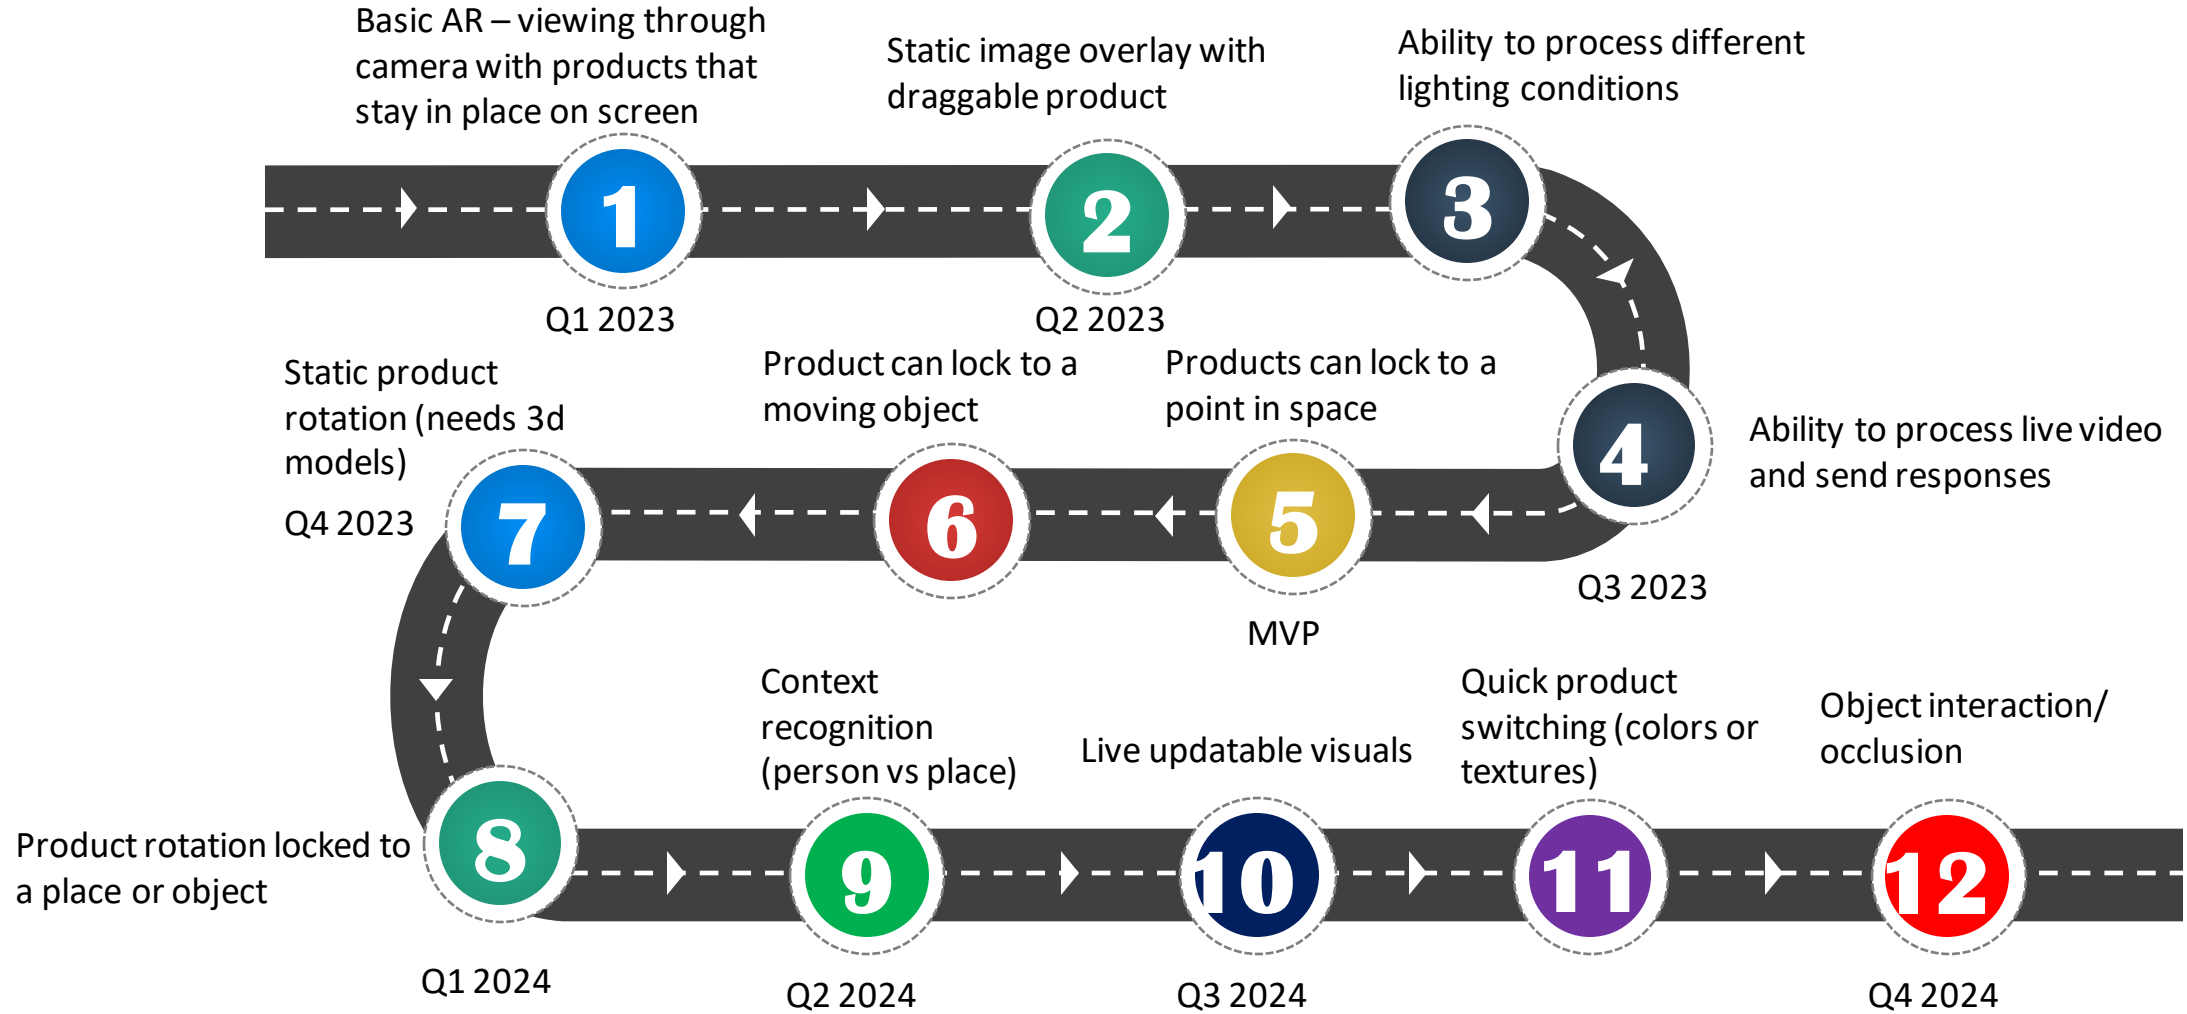 Basic AR – viewing through
camera with products that
stay in place on screen
1
Q1 2023
Static image overlay with
draggable product
2
Q2 2023
Ability to process different
lighting conditions
3
Ability to process live video
and send responses
4
Q3 2023
Products can lock to a
point in space
5
MVP
Product can lock to a
moving object
6
Static product
rotation (needs 3d
models)
7
Q4 2023
Product rotation locked to
a place or object
8
Q1 2024
Context
recognition
(person vs place)
9
Q2 2024
Live updatable visuals
10
Q3 2024
Quick product
switching (colors or
textures)
11
Object interaction/
occlusion
12
Q4 2024